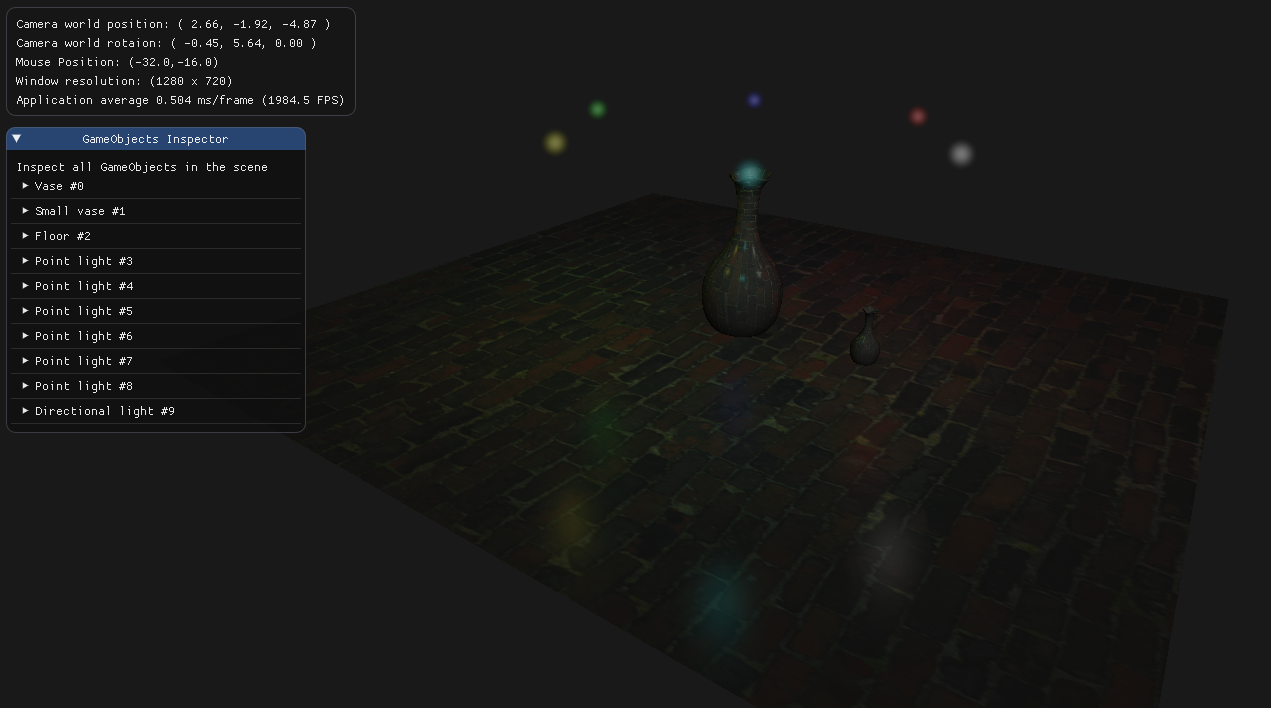 Camera world position: ( 2.66, -1.92, -4.87 )
Camera world rotaion: ( -0.45, 5.64, 0.00 )
Mouse Position: (-32.0,-16.0)
Window resolution: (1280 x 720)
Application average 0.504 ms/frame (1984.5 FPS)
GameObjects Inspector
Inspect all GameObjects in the scene
Vase #0
Small vase #1
Floor #2
Point light #3
Point light #4
Point light #5
Point light #6
Point light #7
Point light #8
Directional light #9